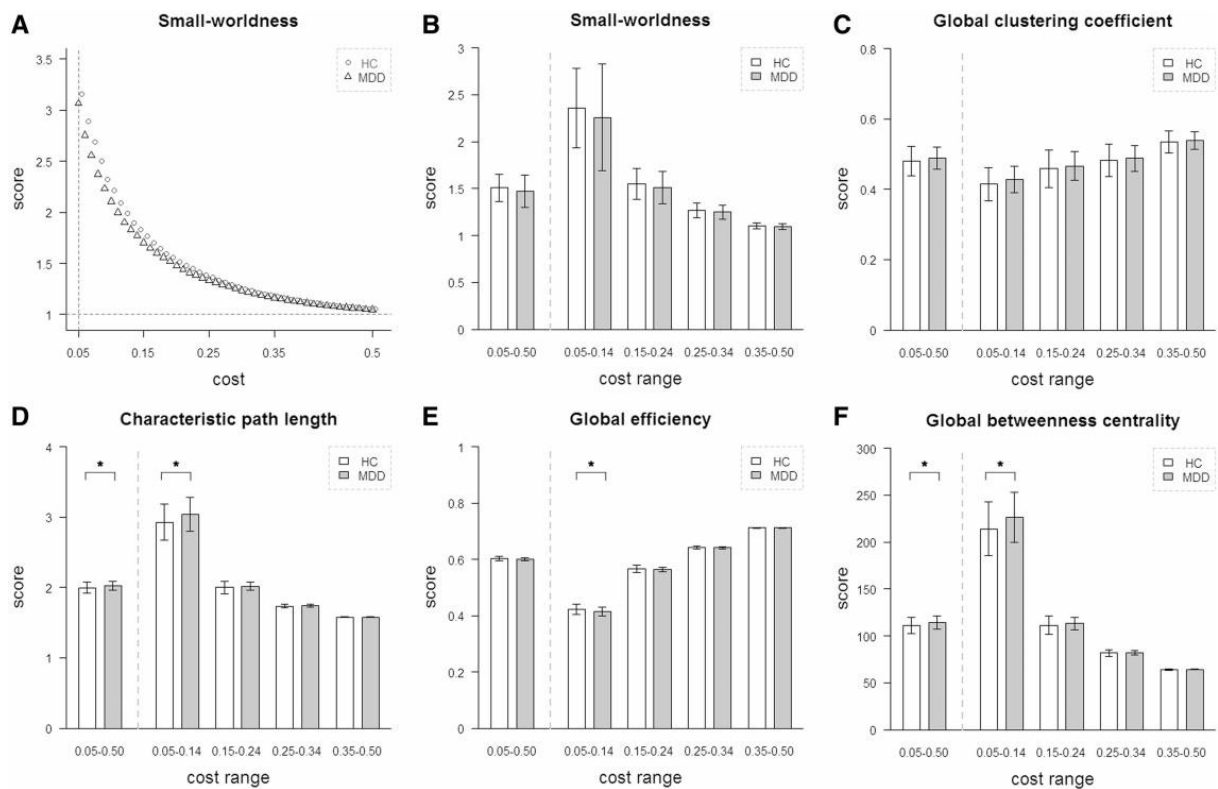 A
Small-worldness
score
3.5
3
2.5
2
1.5
1
0.05
0.15
0.25
0.35
0.5
cost
HC
MDD
B
Small-worldness
score
3
2.5
2
1.5
1
0.5
0
0.05-0.50
0.05-0.14
0.15-0.24
0.25-0.34
0.35-0.50
cost range
HC
MDD
C
Global clustering coefficient
score
0.8
0.6
0.4
0.2
0
0.05-0.50
0.05-0.14
0.15-0.24
0.25-0.34
0.35-0.50
cost range
HC
MDD
D
Characteristic path length
score
4
3
2
1
0
*
*
0.05-0.50
0.05-0.14
0.15-0.24
0.25-0.34
0.35-0.50
cost range
HC
MDD
E
Global efficiency
score
1
0.8
0.6
0.4
0.2
0
*
0.05-0.50
0.05-0.14
0.15-0.24
0.25-0.34
0.35-0.50
cost range
HC
MDD
F
Global betweenness centrality
score
300
250
200
150
100
50
0
*
*
0.05-0.50
0.05-0.14
0.15-0.24
0.25-0.34
0.35-0.50
cost range
HC
MDD